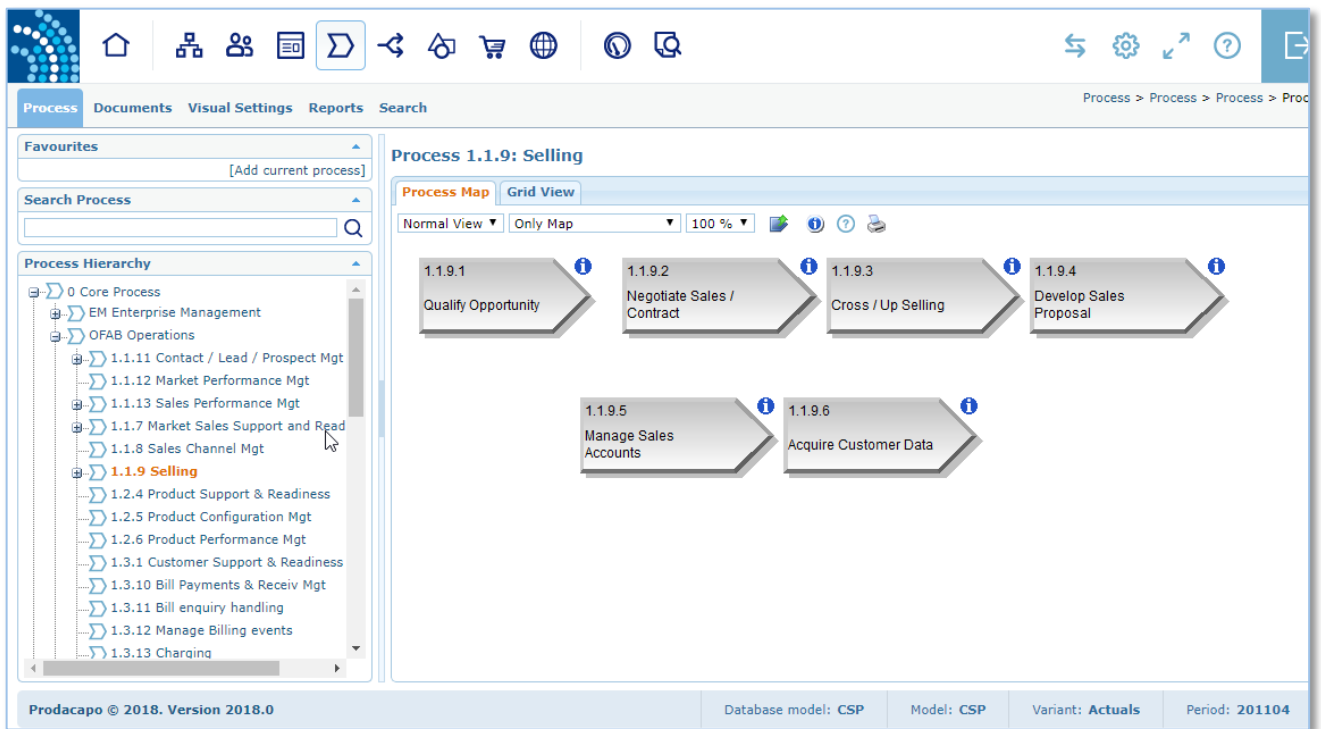 Process Documents Visual Settings Reports Search
Process > Process > Process > Proc
Favourites
[Add current process]
Search Process
Process Hierarchy
0 Core Process
EM Enterprise Management
OFAB Operations
1.1.11 Contact / Lead / Prospect Mgt
1.1.12 Market Performance Mgt
1.1.13 Sales Performance Mgt
1.1.7 Market Sales Support and Read
1.1.8 Sales Channel Mgt
1.1.9 Selling
1.2.4 Product Support & Readiness
1.2.5 Product Configuration Mgt
1.2.6 Product Performance Mgt
1.3.1 Customer Support & Readiness
1.3.10 Bill Payments & Receiv Mgt
1.3.11 Bill enquiry handling
1.3.12 Manage Billing events
1.3.13 Charging
Process 1.1.9: Selling
Process Map Grid View
Normal View Only Map 100 %
1.1.9.1
Qualify Opportunity
1.1.9.2
Negotiate Sales /
Contract
1.1.9.3
Cross / Up Selling
1.1.9.4
Develop Sales
Proposal
1.1.9.5
Manage Sales
Accounts
1.1.9.6
Acquire Customer Data
Prodacapo © 2018. Version 2018.0
Database model: CSP
Model: CSP
Variant: Actuals
Period: 201104